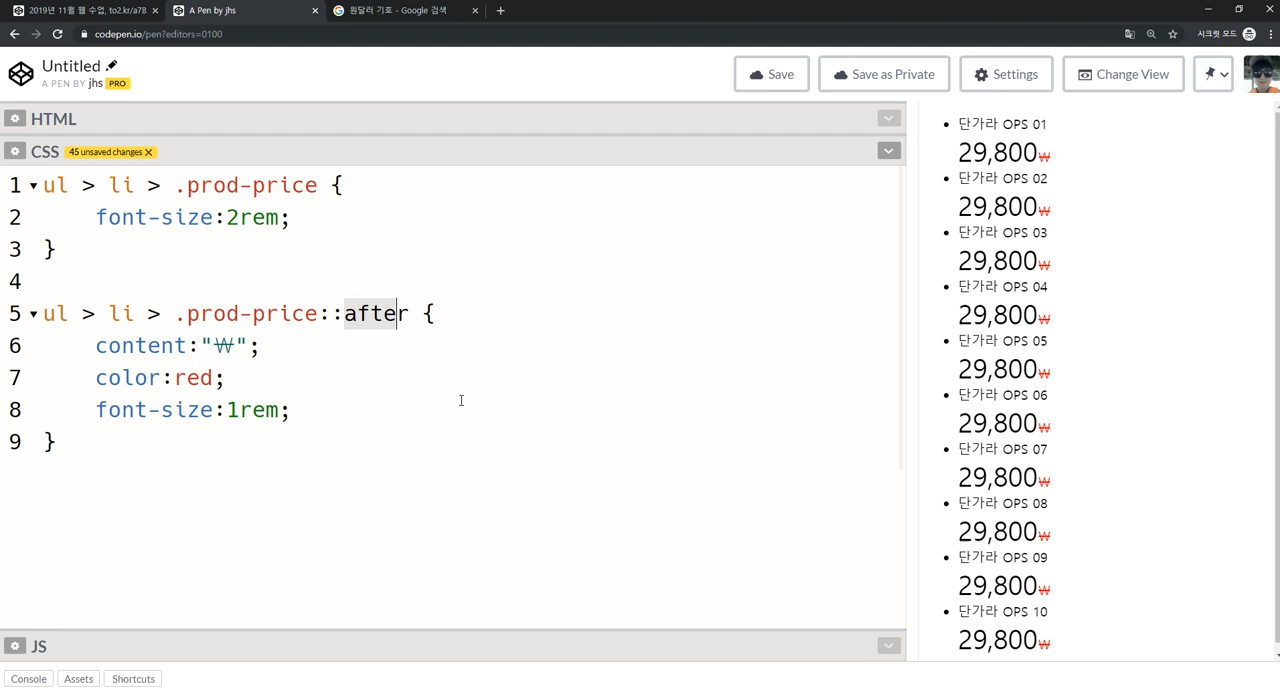 2019년 11월 웹 수업, to2.kr/a7B
A Pen by jhs
원달러 기호 - Google 검색
codepen.io/pen?editors=0100
시크릿 모드
Untitled
A PEN BY jhs PRO
Save
Save as Private
Settings
Change View
HTML
CSS 45 unsaved changes X
1 ul > li > .prod-price {
2 font-size:2rem;
3 }
4
5 ul > li > .prod-price::after {
6 content:"₩";
7 color:red;
8 font-size:1rem;
9 }
JS
Console
Assets
Shortcuts
단가라 OPS 01
29,800₩
단가라 OPS 02
29,800₩
단가라 OPS 03
29,800₩
단가라 OPS 04
29,800₩
단가라 OPS 05
29,800₩
단가라 OPS 06
29,800₩
단가라 OPS 07
29,800₩
단가라 OPS 08
29,800₩
단가라 OPS 09
29,800₩
단가라 OPS 10
29,800₩